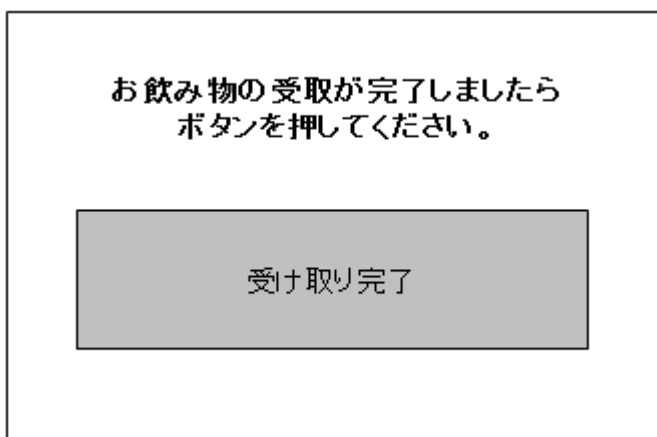 お飲み物の受取が完了しましたら
ボタンを押してください。
受け取り完了